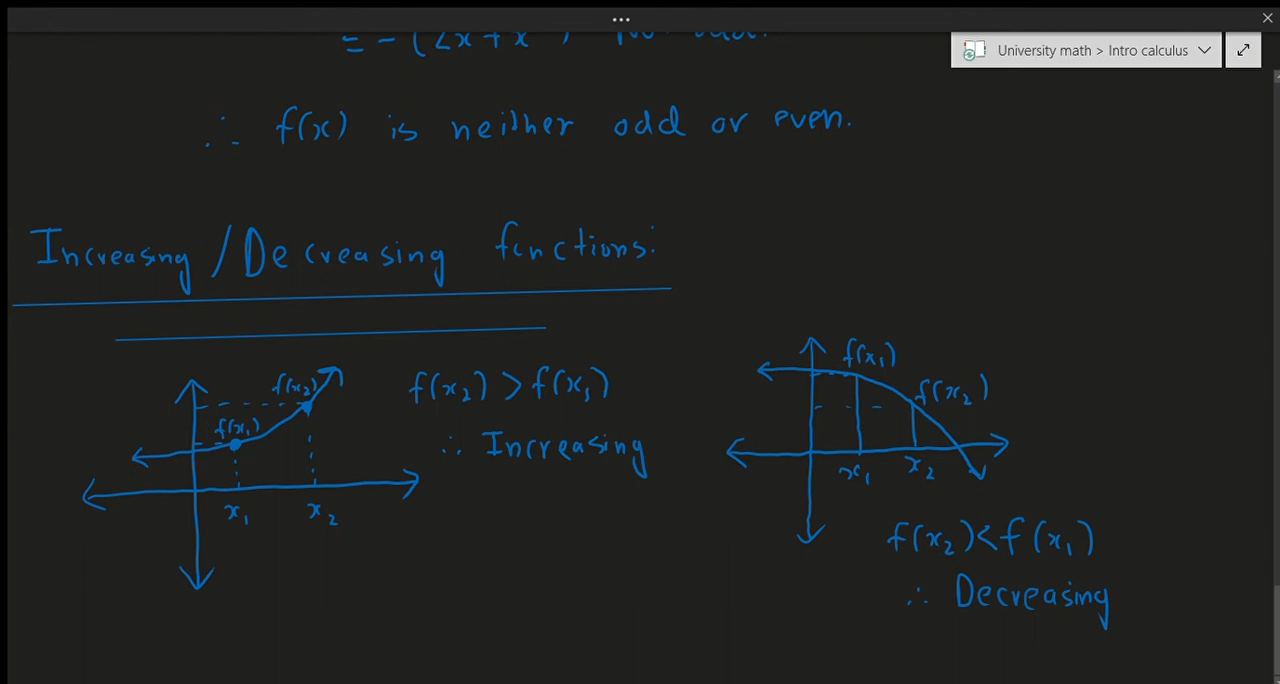 ...
University math > Intro calculus
= - (2x + x
∴ f(x) is neither odd or even.
Increasing / Decreasing functions:
f(x₂)
f(x₁)
x₁ x₂
f(x₂) > f(x₁)
∴ Increasing
f(x₁)
f(x₂)
x₁ x₂
f(x₂) < f(x₁)
∴ Decreasing